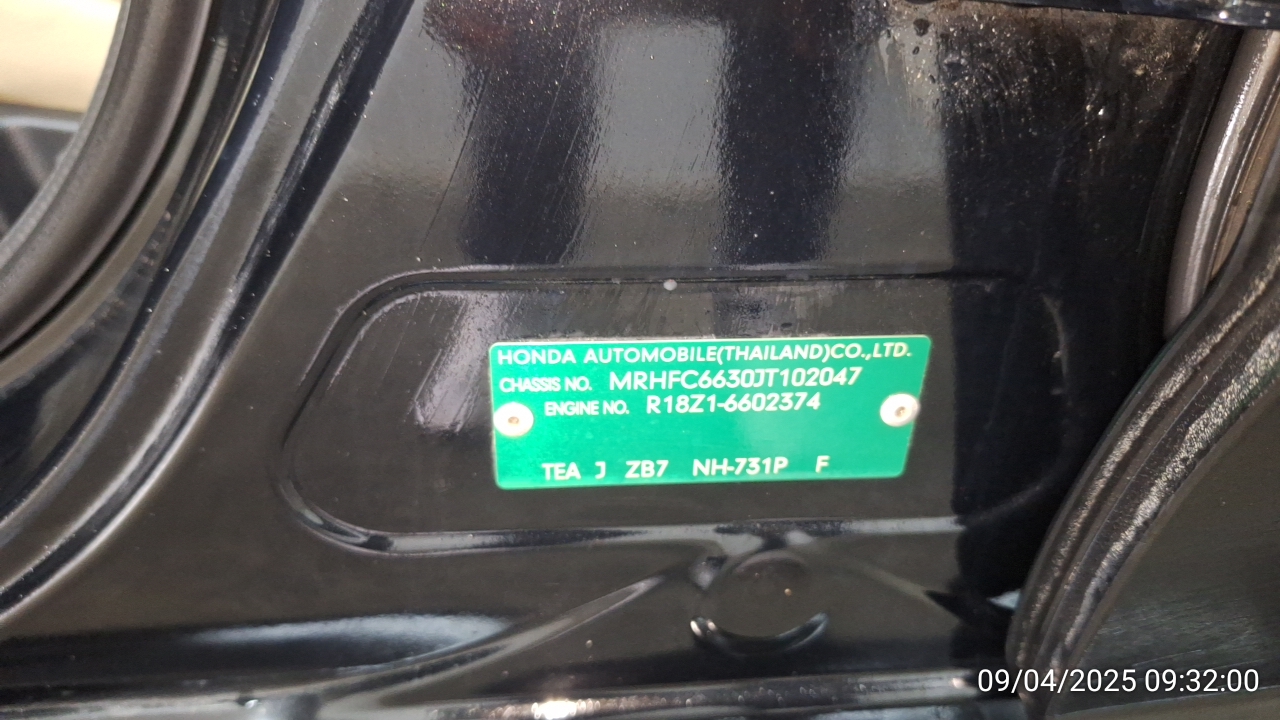 HONDA AUTOMOBILE(THAILAND)CO.,LTD.
CHASSIS NO. MRHFC6630JT102047
ENGINE NO. R18Z1-6602374
TEA J ZB7 NH-731P F
09/04/2025 09:32:00